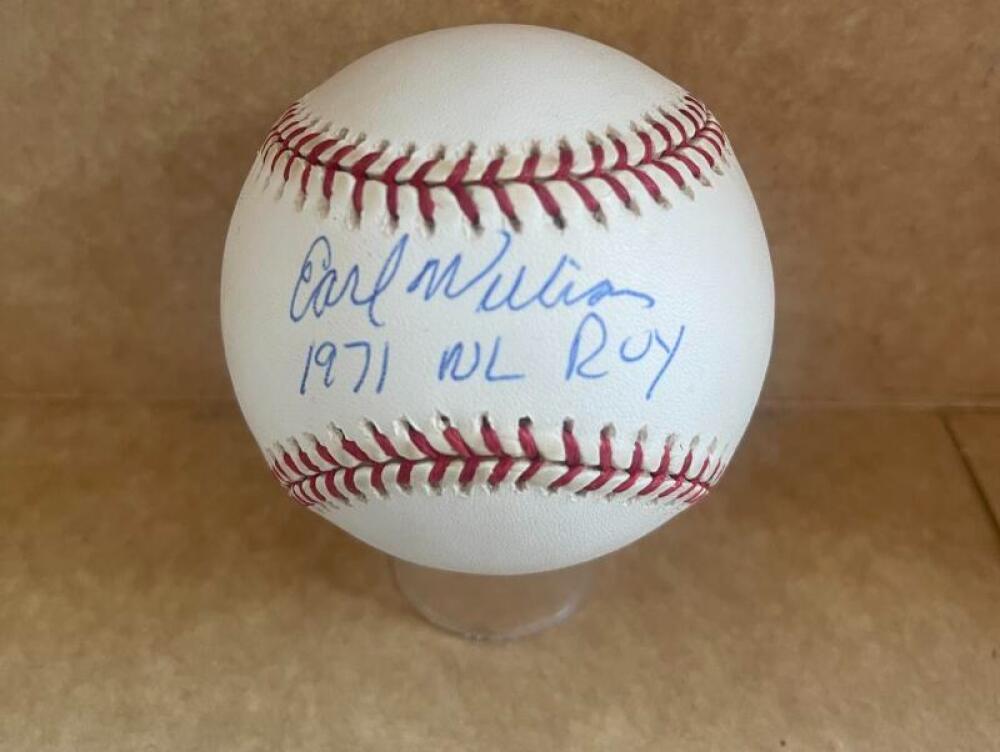 Earl Williams
1971 NL ROY